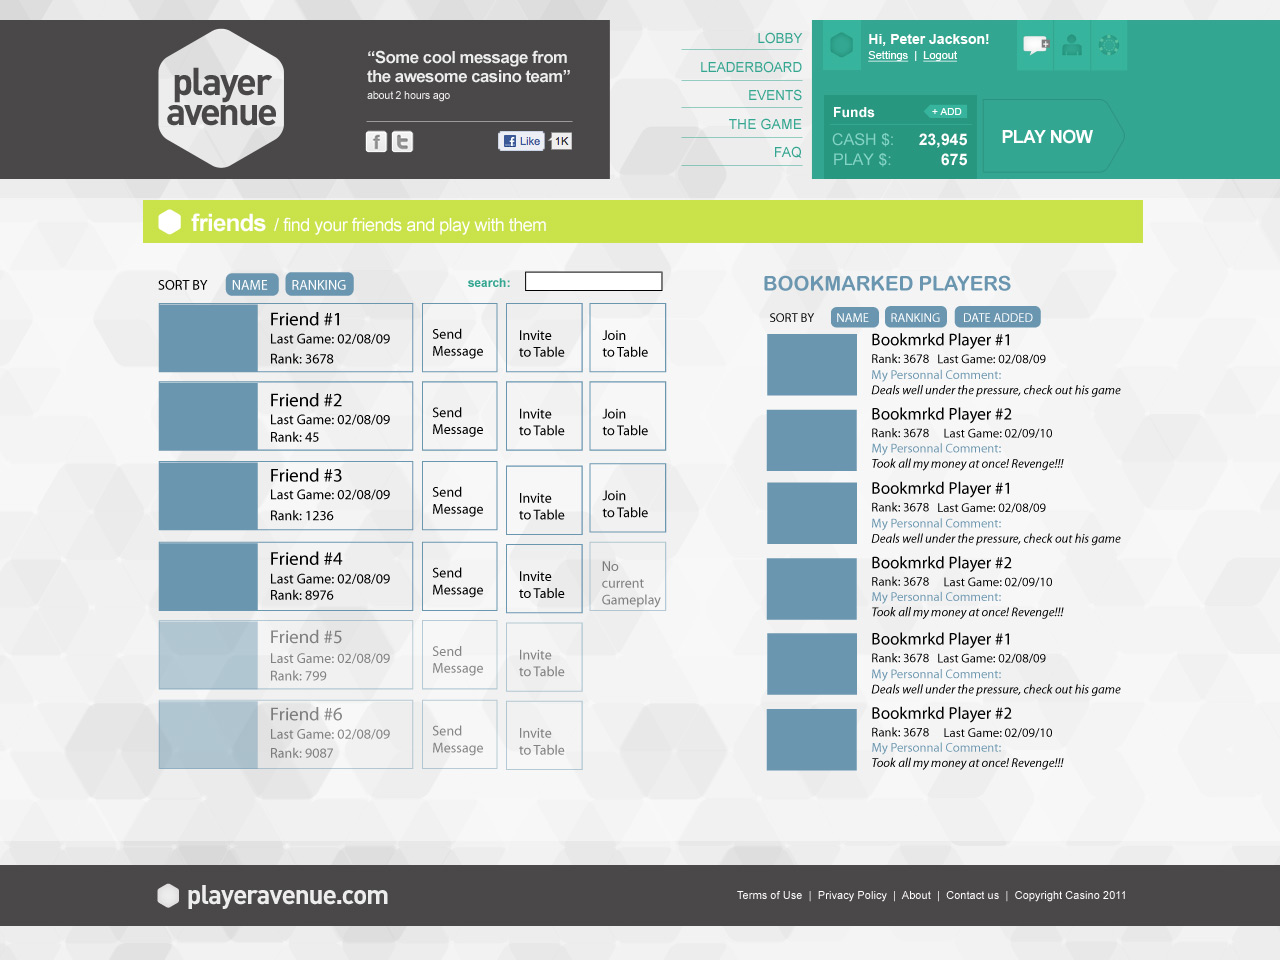 player
avenue
“Some cool message from
the awesome casino team”
about 2 hours ago
f t
Like 1K
LOBBY
LEADERBOARD
EVENTS
THE GAME
FAQ
Hi, Peter Jackson!
Settings | Logout
Funds + ADD
CASH $: 23,945
PLAY $: 675
PLAY NOW
friends / find your friends and play with them
SORT BY NAME RANKING search:
Friend #1
Last Game: 02/08/09
Rank: 3678
Send
Message
Invite
to Table
Join
to Table
Friend #2
Last Game: 02/08/09
Rank: 45
Send
Message
Invite
to Table
Join
to Table
Friend #3
Last Game: 02/08/09
Rank: 1236
Send
Message
Invite
to Table
Join
to Table
Friend #4
Last Game: 02/08/09
Rank: 8976
Send
Message
Invite
to Table
No
current
Gameplay
Friend #5
Last Game: 02/08/09
Rank: 799
Send
Message
Invite
to Table
Friend #6
Last Game: 02/08/09
Rank: 9087
Send
Message
Invite
to Table
BOOKMARKED PLAYERS
SORT BY NAME RANKING DATE ADDED
Bookmrkd Player #1
Rank: 3678 Last Game: 02/08/09
My Personnal Comment:
Deals well under the pressure, check out his game
Bookmrkd Player #2
Rank: 3678 Last Game: 02/09/10
My Personnal Comment:
Took all my money at once! Revenge!!!
Bookmrkd Player #1
Rank: 3678 Last Game: 02/08/09
My Personnal Comment:
Deals well under the pressure, check out his game
Bookmrkd Player #2
Rank: 3678 Last Game: 02/09/10
My Personnal Comment:
Took all my money at once! Revenge!!!
Bookmrkd Player #1
Rank: 3678 Last Game: 02/08/09
My Personnal Comment:
Deals well under the pressure, check out his game
Bookmrkd Player #2
Rank: 3678 Last Game: 02/09/10
My Personnal Comment:
Took all my money at once! Revenge!!!
playeravenue.com
Terms of Use | Privacy Policy | About | Contact us | Copyright Casino 2011